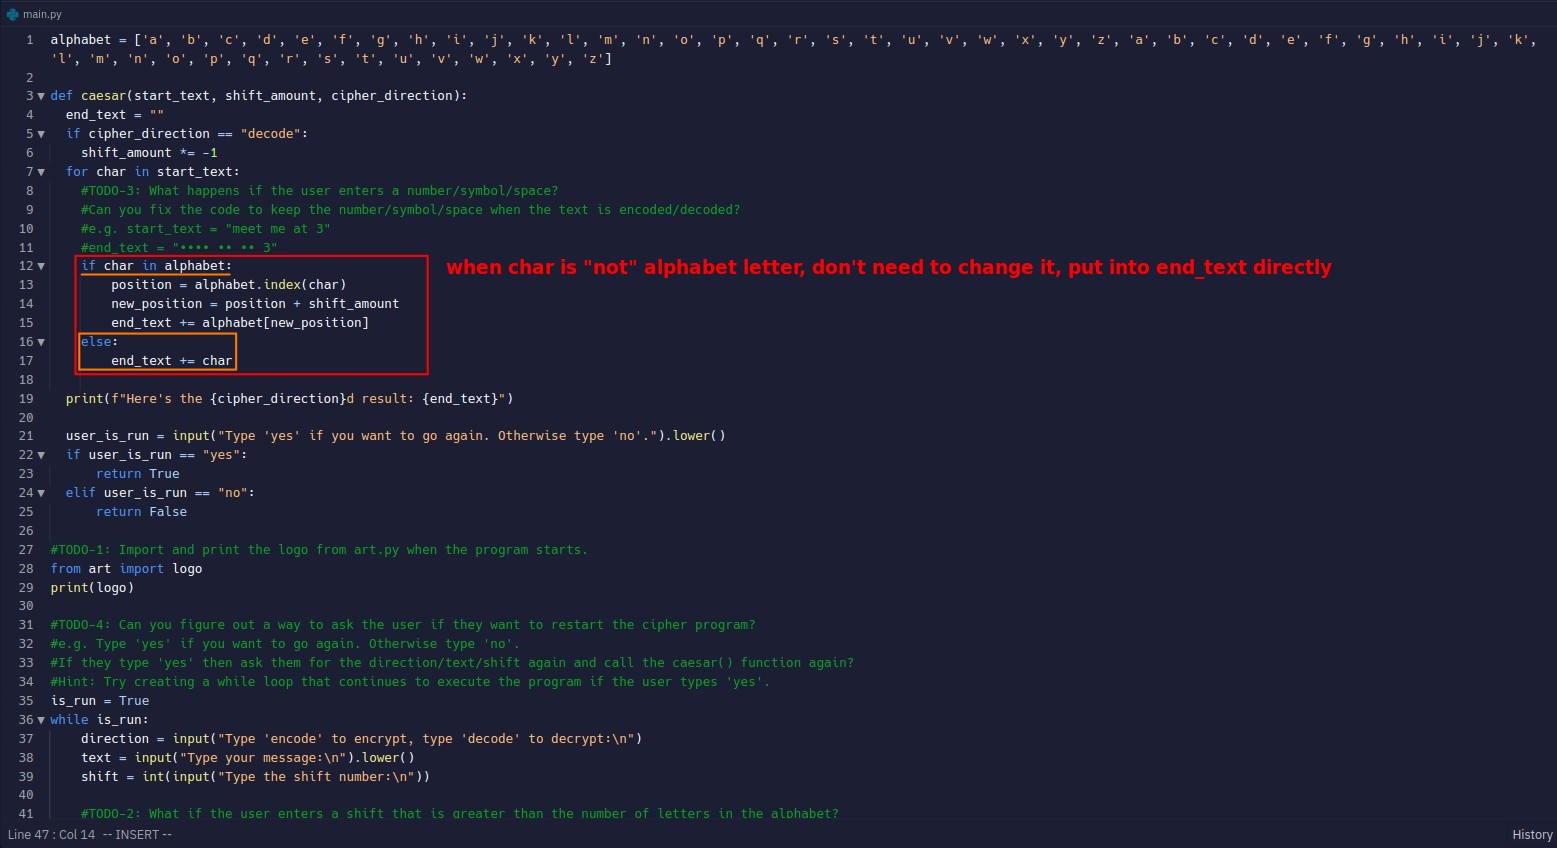 main.py
1 alphabet = ['a', 'b', 'c', 'd', 'e', 'f', 'g', 'h', 'i', 'j', 'k', 'l', 'm', 'n', 'o', 'p', 'q', 'r', 's', 't', 'u', 'v', 'w', 'x', 'y', 'z', 'a', 'b', 'c', 'd', 'e', 'f', 'g', 'h', 'i', 'j', 'k',
'l', 'm', 'n', 'o', 'p', 'q', 'r', 's', 't', 'u', 'v', 'w', 'x', 'y', 'z']
2
3 def caesar(start_text, shift_amount, cipher_direction):
4   end_text = ""
5   if cipher_direction == "decode":
6     shift_amount *= -1
7   for char in start_text:
8     #TODO-3: What happens if the user enters a number/symbol/space?
9     #Can you fix the code to keep the number/symbol/space when the text is encoded/decoded?
10     #e.g. start_text = "meet me at 3"
11     #end_text = "•••• •• •• 3"
12     if char in alphabet: when char is "not" alphabet letter, don't need to change it, put into end_text directly
13         position = alphabet.index(char)
14         new_position = position + shift_amount
15         end_text += alphabet[new_position]
16     else:
17         end_text += char
18
19   print(f"Here's the {cipher_direction}d result: {end_text}")
20
21   user_is_run = input("Type 'yes' if you want to go again. Otherwise type 'no'.").lower()
22   if user_is_run == "yes":
23       return True
24   elif user_is_run == "no":
25       return False
26
27 #TODO-1: Import and print the logo from art.py when the program starts.
28 from art import logo
29 print(logo)
30
31 #TODO-4: Can you figure out a way to ask the user if they want to restart the cipher program?
32 #e.g. Type 'yes' if you want to go again. Otherwise type 'no'.
33 #If they type 'yes' then ask them for the direction/text/shift again and call the caesar() function again?
34 #Hint: Try creating a while loop that continues to execute the program if the user types 'yes'.
35 is_run = True
36 while is_run:
37     direction = input("Type 'encode' to encrypt, type 'decode' to decrypt:\n")
38     text = input("Type your message:\n").lower()
39     shift = int(input("Type the shift number:\n"))
40
41     #TODO-2: What if the user enters a shift that is greater than the number of letters in the alphabet?
Line 47 : Col 14 -- INSERT -- History